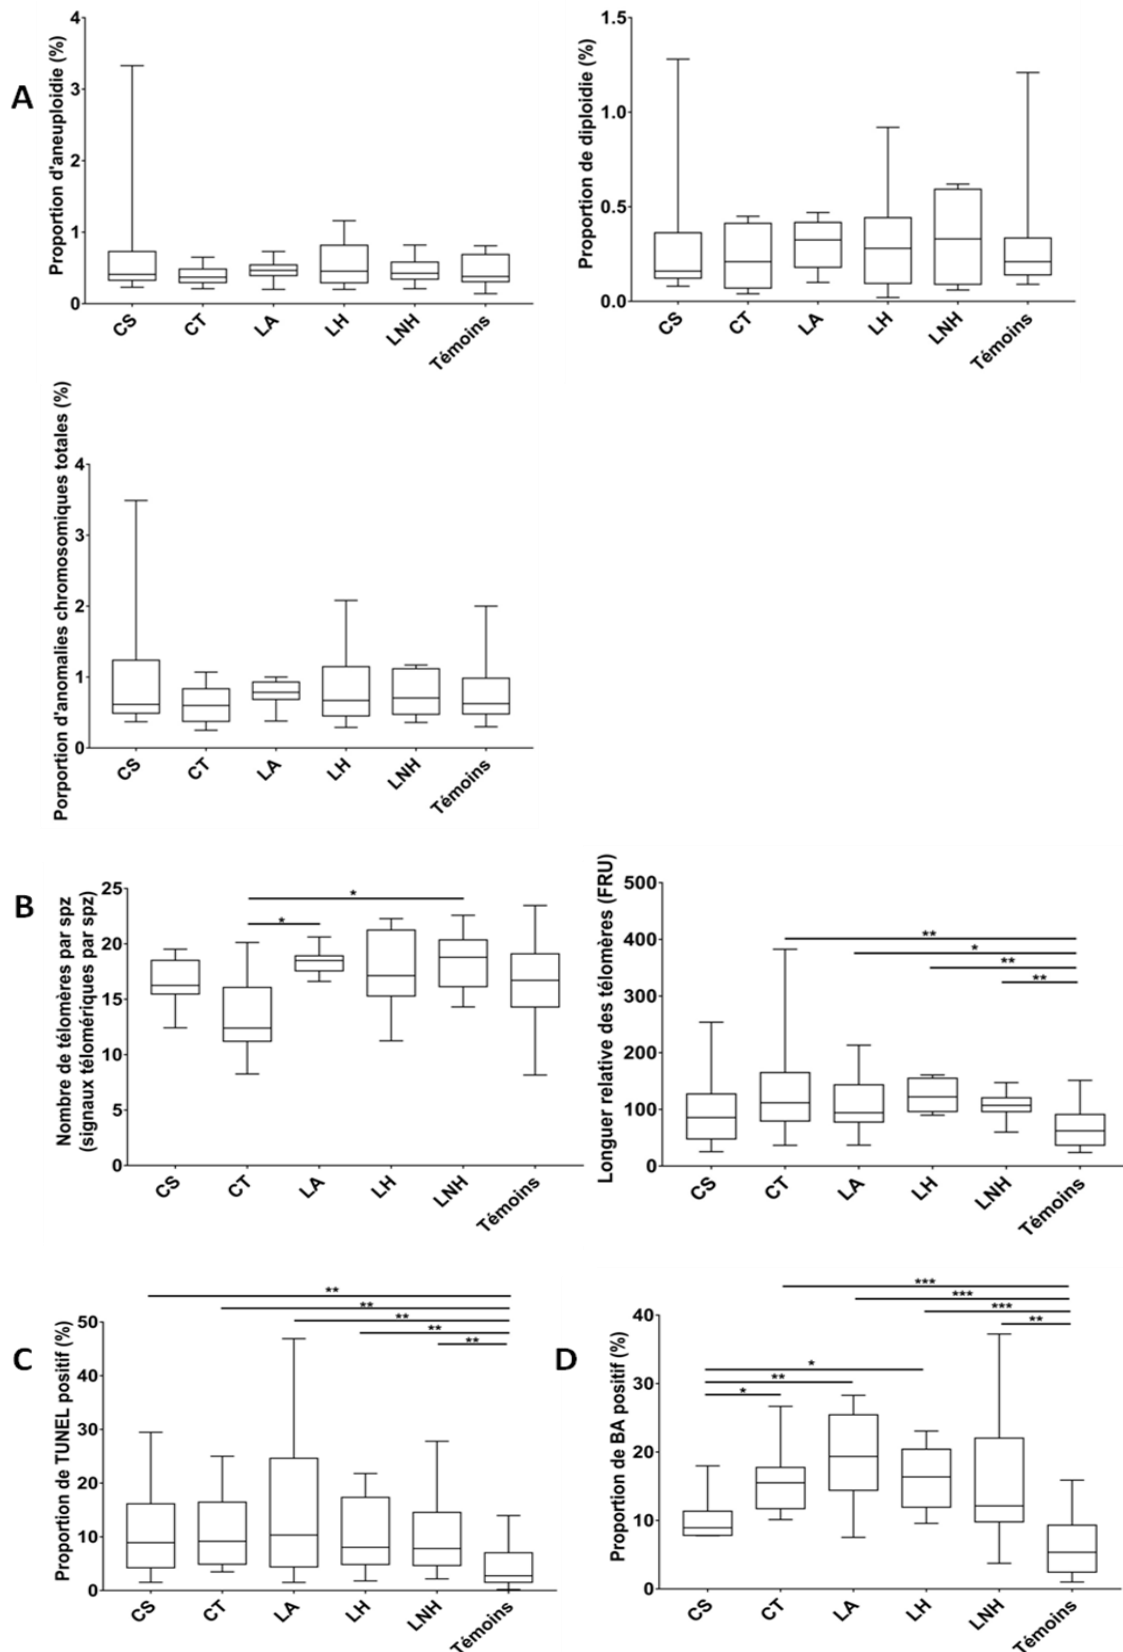 A
Proportion d'aneuploidie (%)
4
3
2
1
0
CS
CT
LA
LH
LNH
Témoins
Proportion de diploidie (%)
1.5
1.0
0.5
0.0
CS
CT
LA
LH
LNH
Témoins
Porportion d'anomalies chromosomiques totales (%)
4
3
2
1
0
CS
CT
LA
LH
LNH
Témoins
B
Nombre de télomères par spz
(signaux télomériques par spz)
25
20
15
10
5
0
*
*
CS
CT
LA
LH
LNH
Témoins
Longuer relative des télomères (FRU)
500
400
300
200
100
0
**
*
**
**
CS
CT
LA
LH
LNH
Témoins
C
Proportion de TUNEL positif (%)
50
40
30
20
10
0
**
**
**
**
**
CS
CT
LA
LH
LNH
Témoins
D
Proportion de BA positif (%)
40
30
20
10
0
***
***
***
**
*
**
*
CS
CT
LA
LH
LNH
Témoins